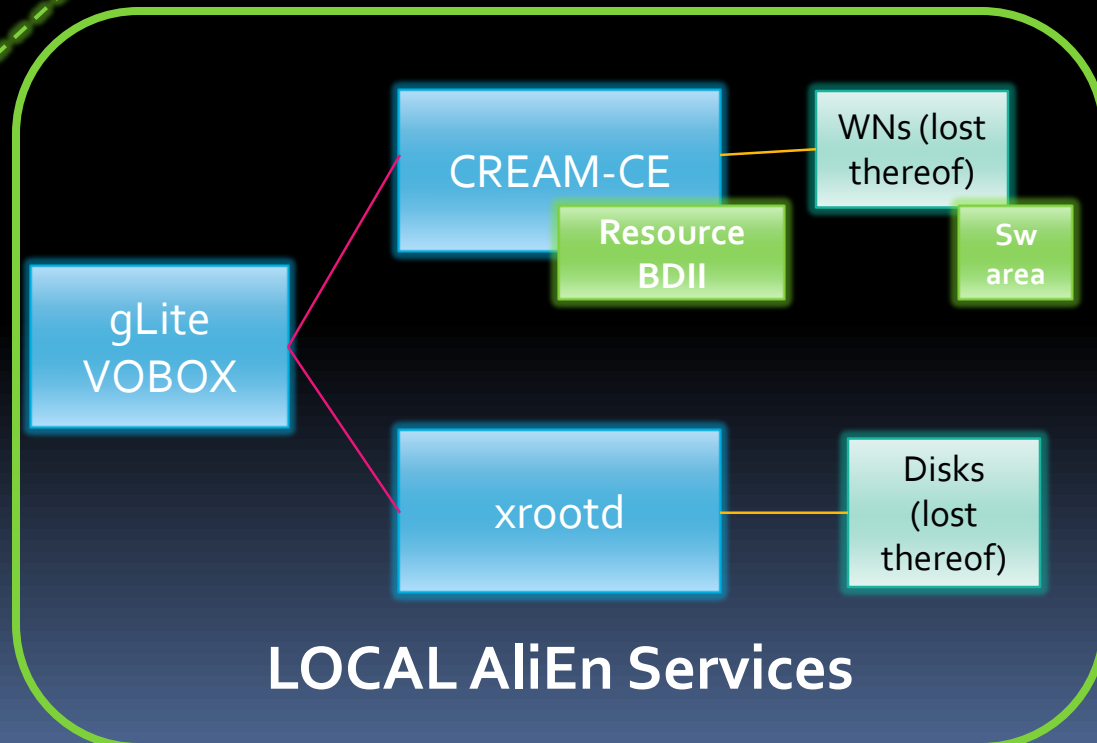 CREAM-CE
WNs (lost
thereof)
Resource
BDII
Sw
area
gLite
VOBOX
xrootd
Disks
(lost
thereof)
LOCAL AliEn Services